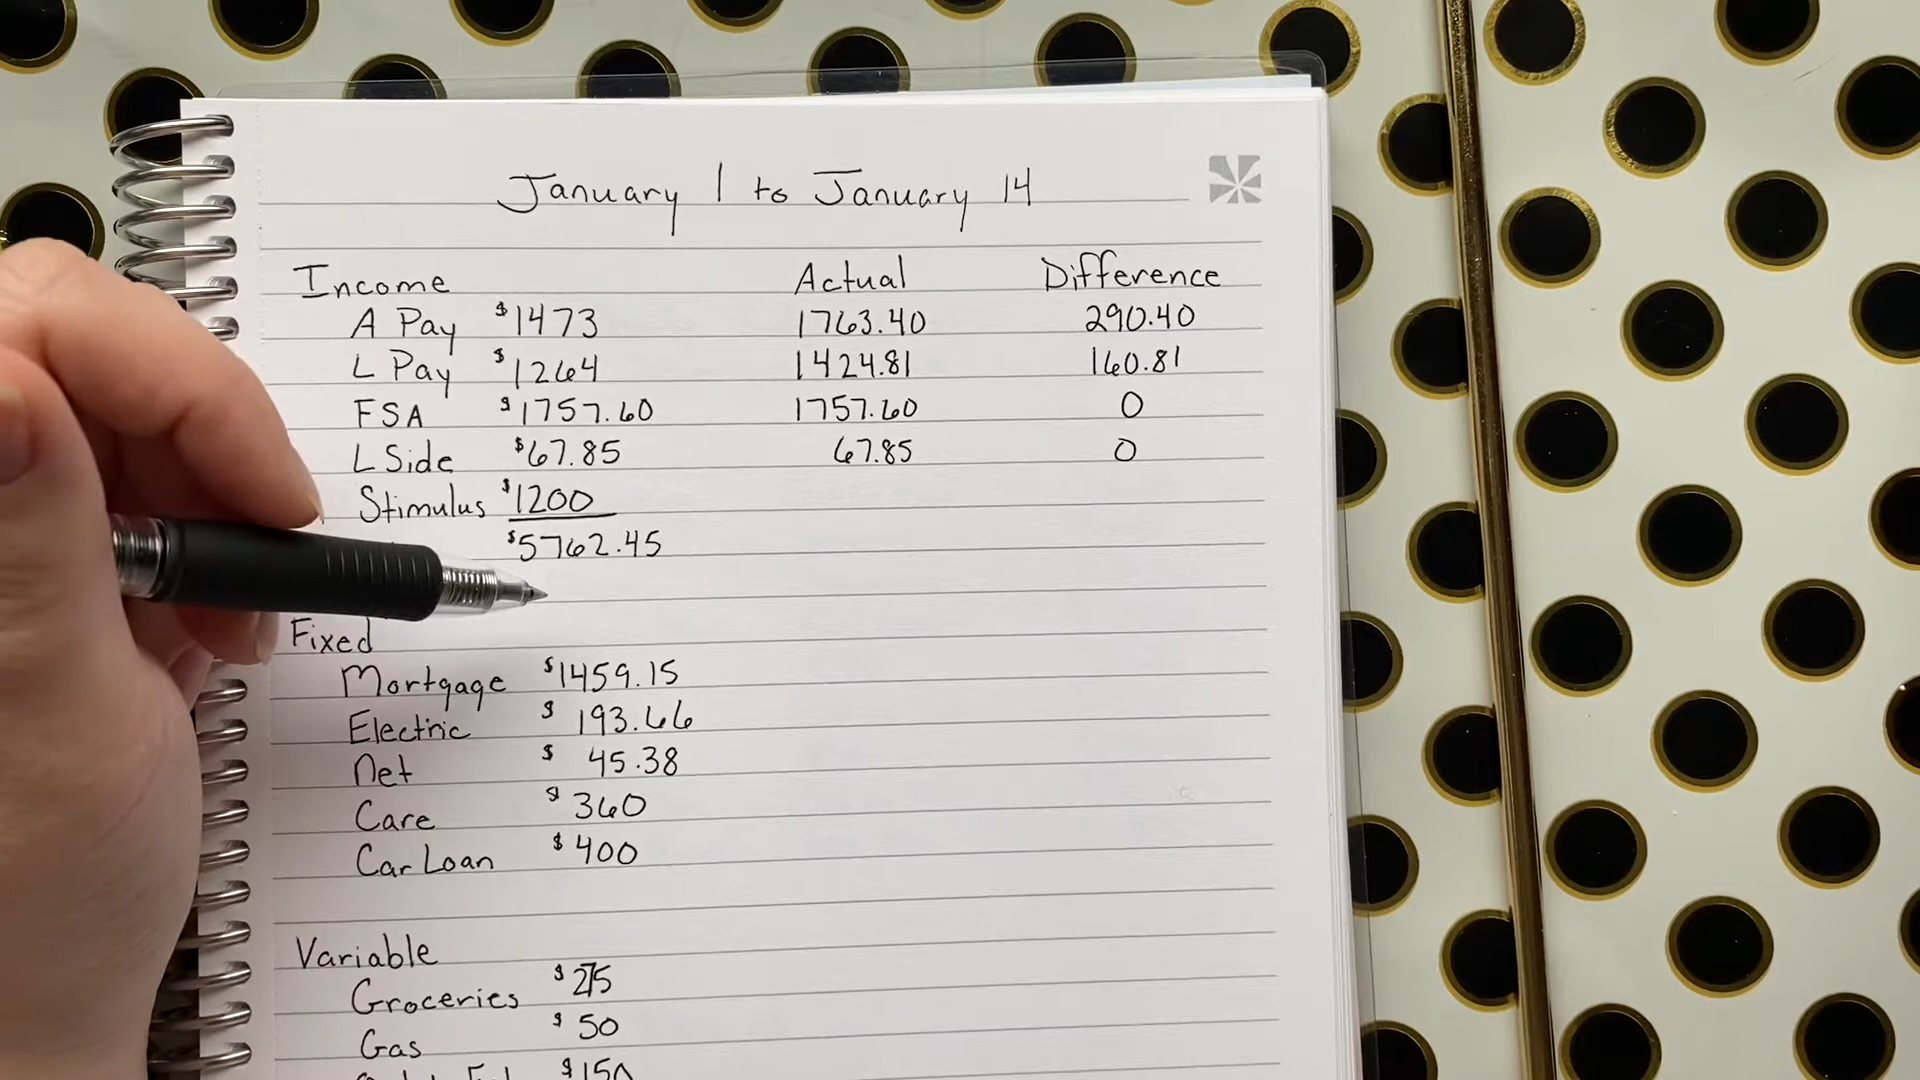 January 1 to January 14
Income Actual Difference
A Pay $1473 1763.40 290.40
L Pay $1264 1424.81 160.81
FSA $1757.60 1757.60 0
L Side $67.85 67.85 0
Stimulus $1200
$5762.45
Fixed
Mortgage $1459.15
Electric $193.66
Net $45.38
Care $360
Car Loan $400
Variable
Groceries $275
Gas $50
$150